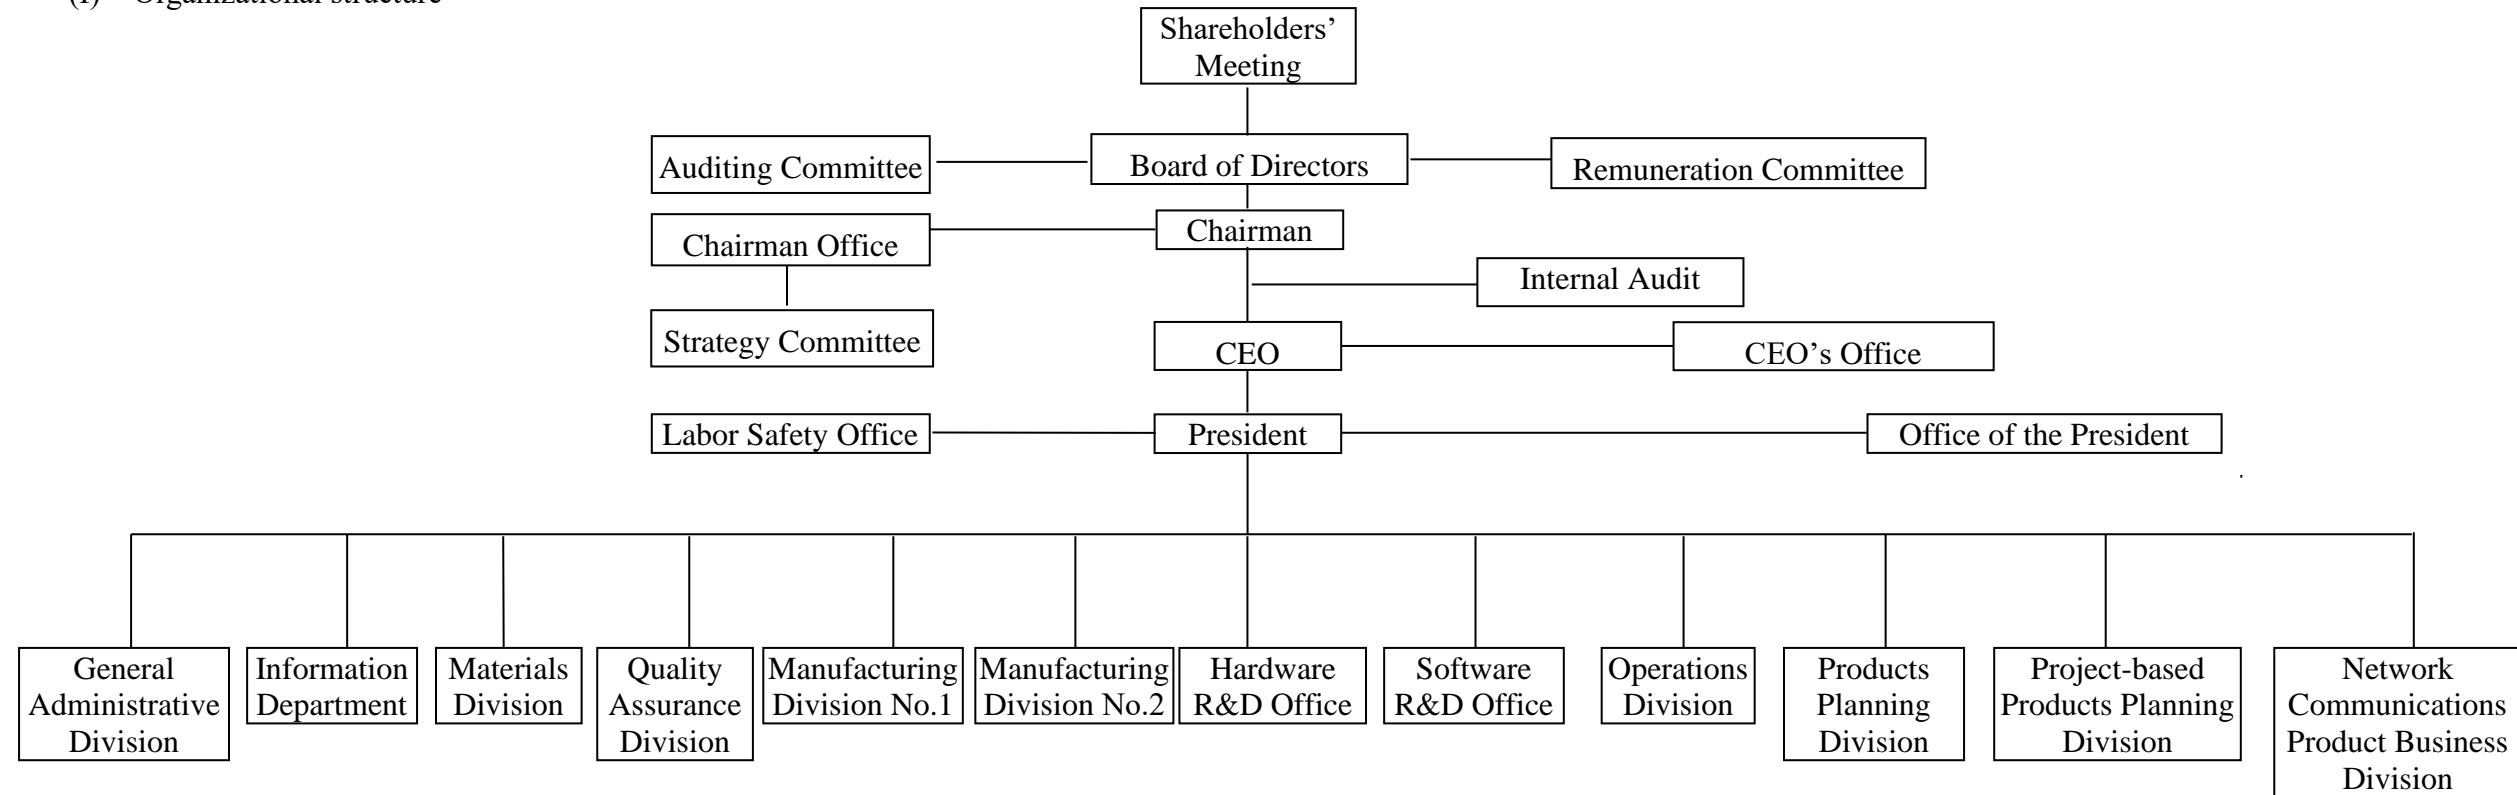 (I) Organizational structure
Shareholders’
Meeting
Auditing Committee
Board of Directors
Remuneration Committee
Chairman Office
Chairman
Internal Audit
Strategy Committee
CEO
CEO’s Office
Labor Safety Office
President
Office of the President
General
Administrative
Division
Information
Department
Materials
Division
Quality
Assurance
Division
Manufacturing
Division No.1
Manufacturing
Division No.2
Hardware
R&D Office
Software
R&D Office
Operations
Division
Products
Planning
Division
Project-based
Products Planning
Division
Network
Communications
Product Business
Division